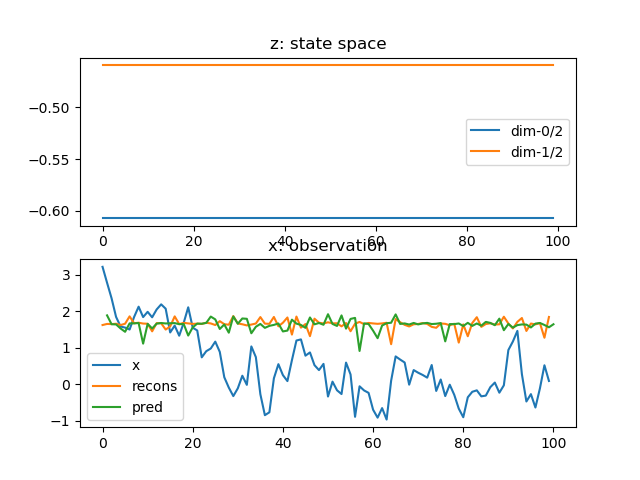 z: state space
−0.50
−0.55
−0.60
dim-0/2
dim-1/2
0 20 40 60 80 100
x: observation
3
2
1
0
−1
x
recons
pred
0 20 40 60 80 100